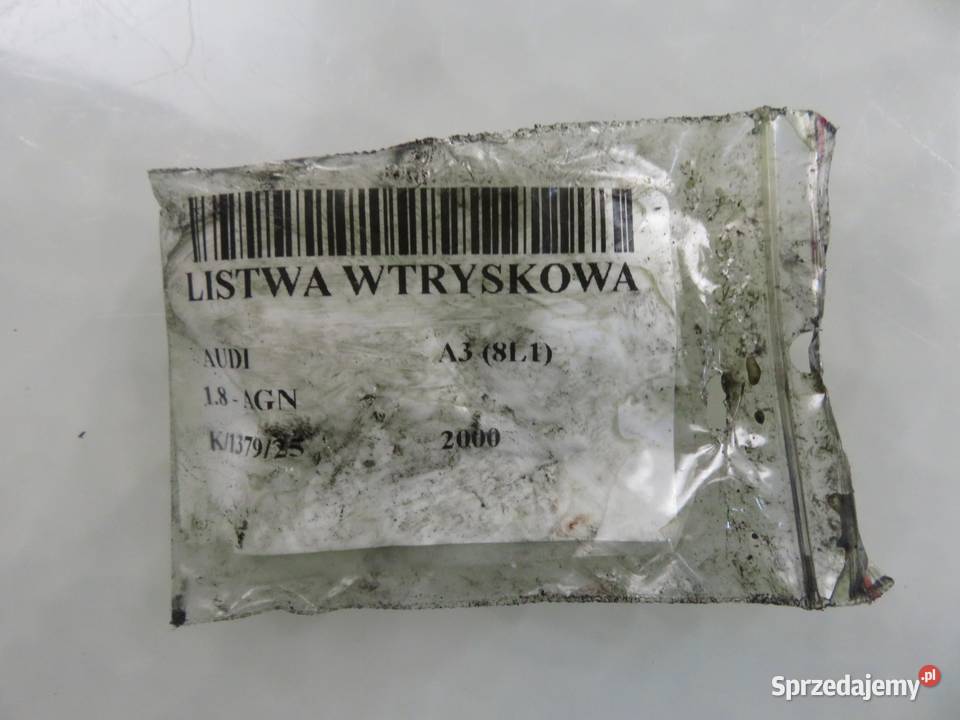 LISTWA WTRYSKOWA
AUDI A3 (8L1)
1.8 - AGN
K/1379/25 2000
Sprzedajemy.pl